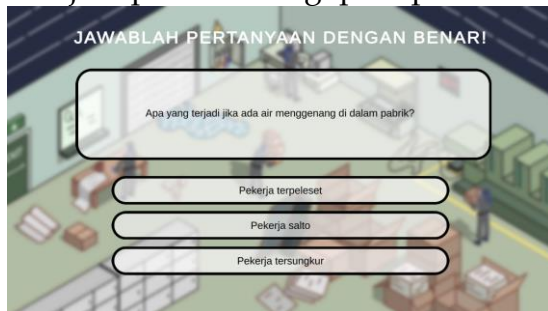 JAWABLAH PERTANYAAN DENGAN BENAR!
Apa yang terjadi jika ada air menggenang di dalam pabrik?
Pekerja terpeleset
Pekerja salto
Pekerja tersungkur